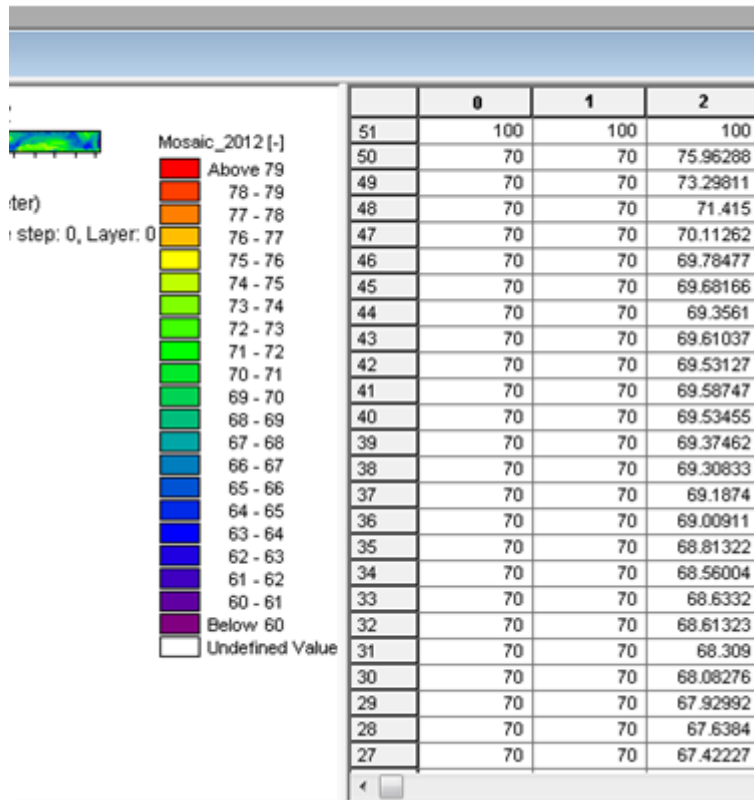 ter)
step: 0, Layer: 0
Mosaic_2012 [-]
Above 79
78 - 79
77 - 78
76 - 77
75 - 76
74 - 75
73 - 74
72 - 73
71 - 72
70 - 71
69 - 70
68 - 69
67 - 68
66 - 67
65 - 66
64 - 65
63 - 64
62 - 63
61 - 62
60 - 61
Below 60
Undefined Value
0 1 2
51 100 100 100
50 70 70 75.96288
49 70 70 73.29811
48 70 70 71.415
47 70 70 70.11262
46 70 70 69.78477
45 70 70 69.68166
44 70 70 69.3561
43 70 70 69.61037
42 70 70 69.53127
41 70 70 69.58747
40 70 70 69.53455
39 70 70 69.37462
38 70 70 69.30833
37 70 70 69.1874
36 70 70 69.00911
35 70 70 68.81322
34 70 70 68.56004
33 70 70 68.6332
32 70 70 68.61323
31 70 70 68.309
30 70 70 68.08276
29 70 70 67.92992
28 70 70 67.6384
27 70 70 67.42227